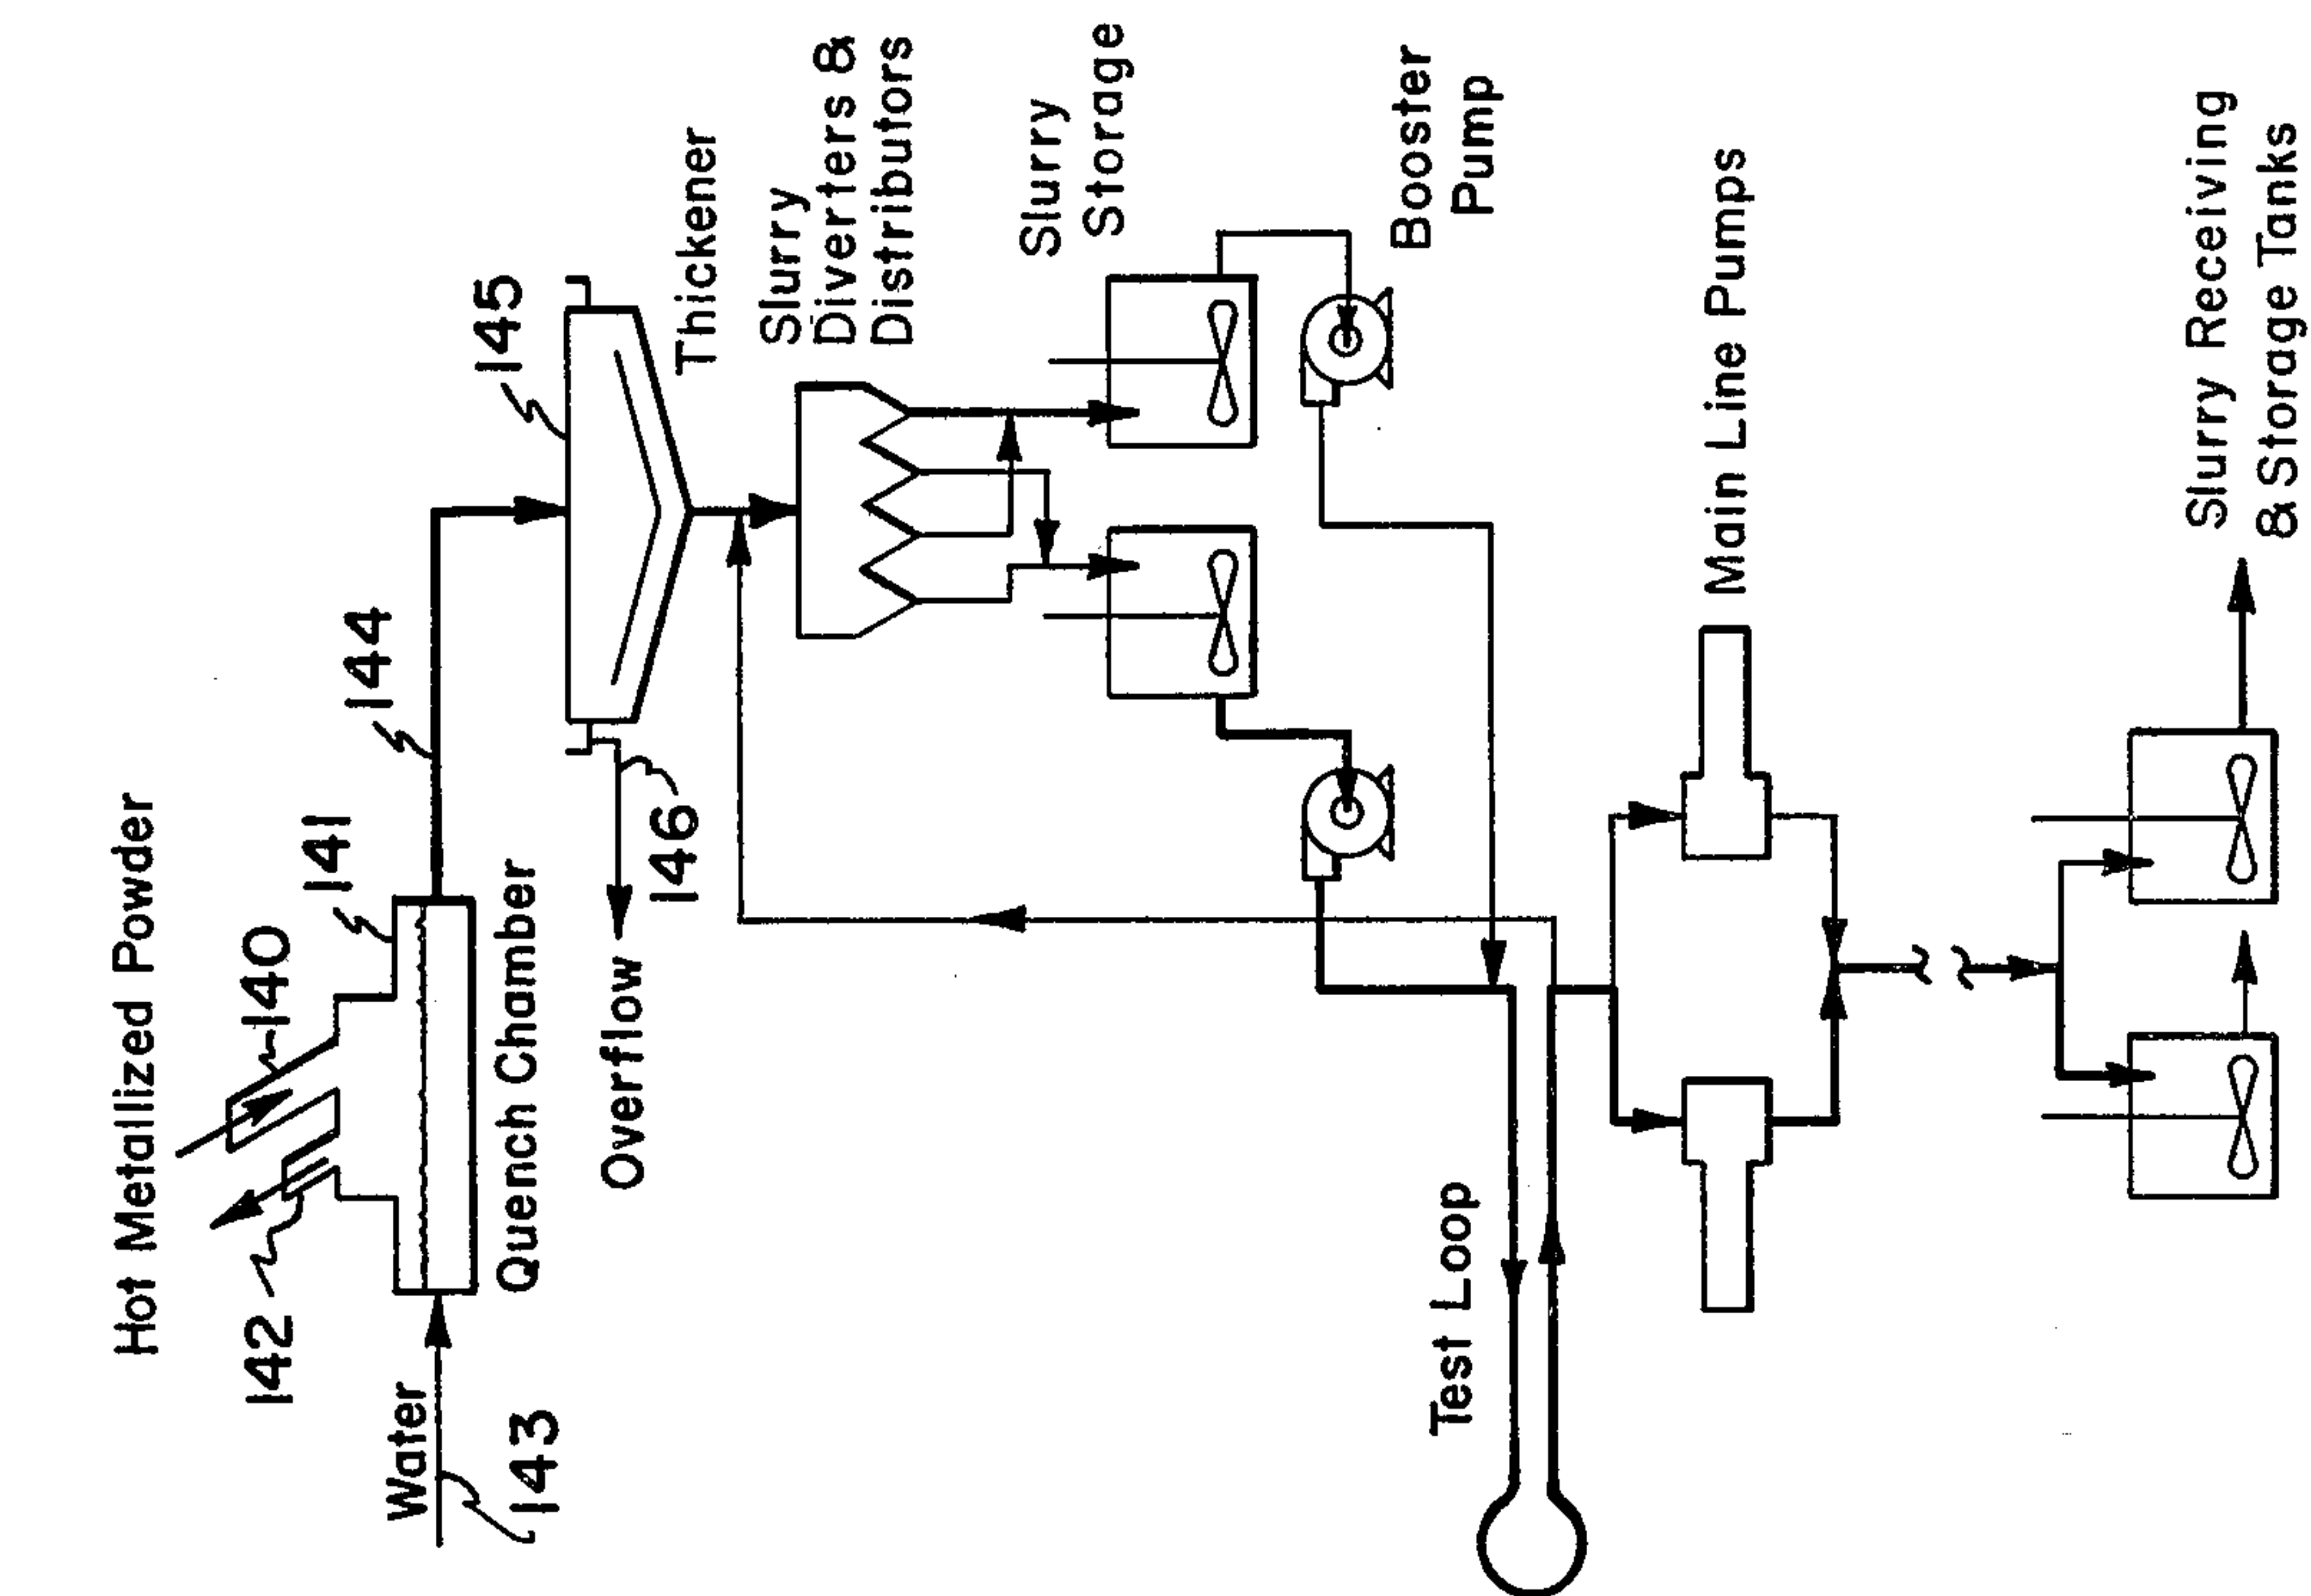 Hot Metallized Powder
140
141
142
Water
143
Quench Chamber
144
145
Thickener
146
Overflow
Slurry
Diverters &
Distributors
Slurry
Storage
Booster
Pump
Test Loop
Main Line Pumps
Slurry Receiving
& Storage Tanks